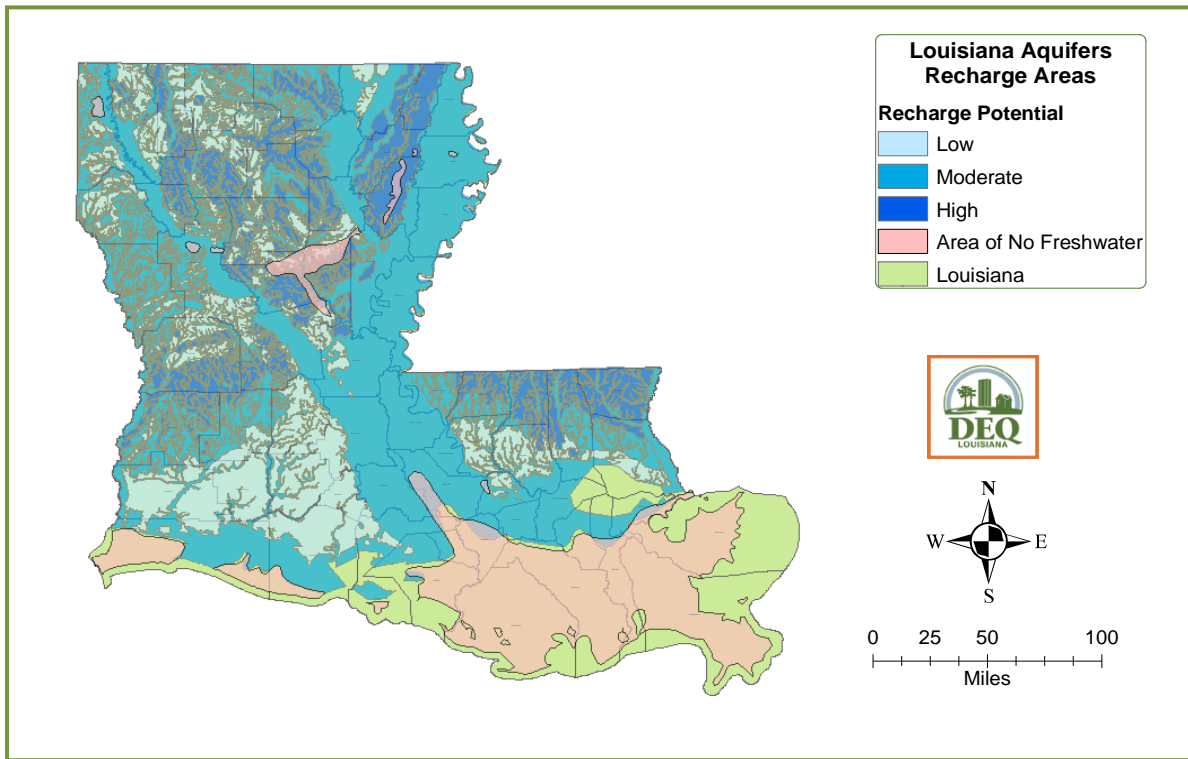 Louisiana Aquifers
Recharge Areas
Recharge Potential
Low
Moderate
High
Area of No Freshwater
Louisiana
DEQ
LOUISIANA
N
W
E
S
0 25 50 100
Miles